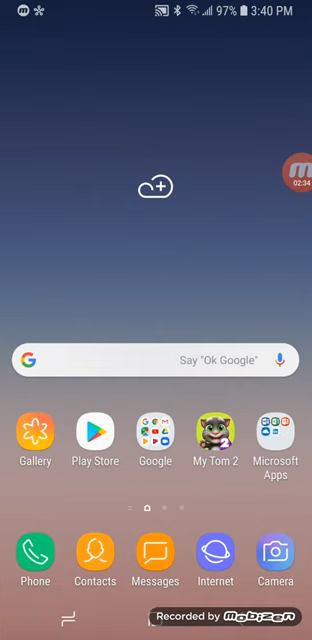 97% 3:40 PM
02:34
Say "Ok Google"
Gallery Play Store Google My Tom 2 Microsoft Apps
Phone Contacts Messages Internet Camera
Recorded by mobizen